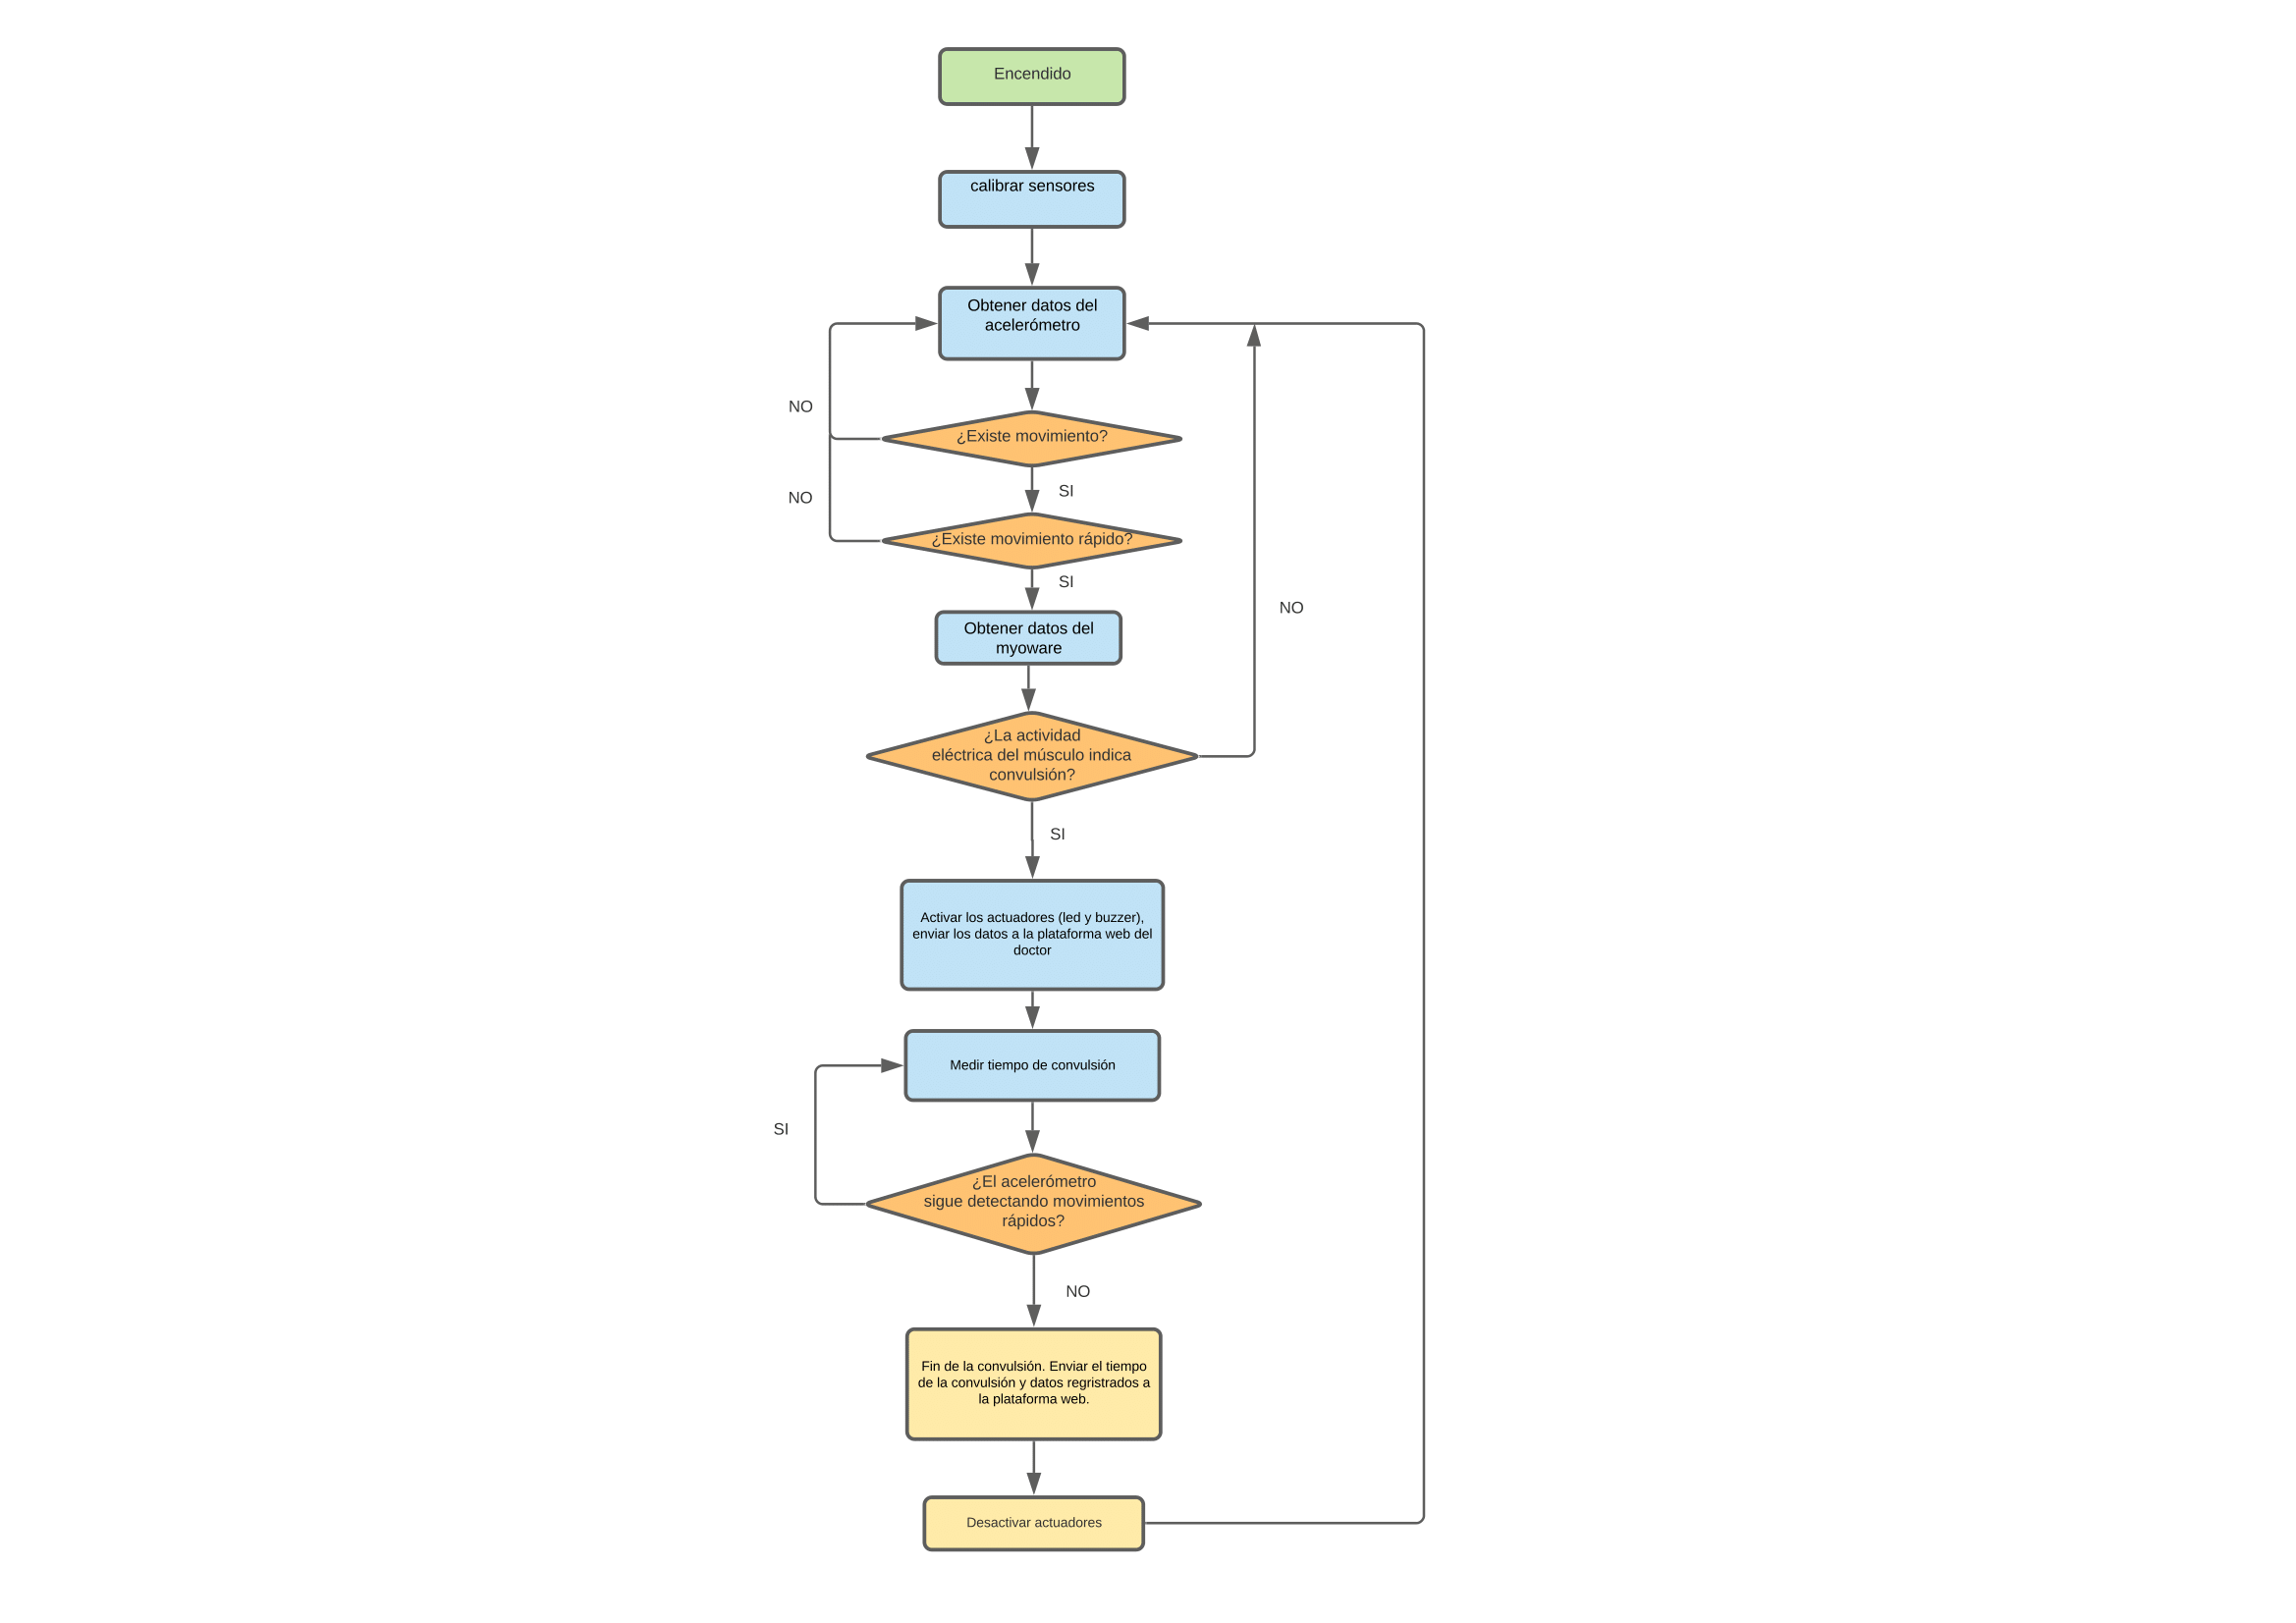 Encendido
calibrar sensores
Obtener datos del
acelerómetro
NO
¿Existe movimiento?
SI
NO
¿Existe movimiento rápido?
SI
NO
Obtener datos del
myoware
¿La actividad
eléctrica del músculo indica
convulsión?
SI
Activar los actuadores (led y buzzer),
enviar los datos a la plataforma web del
doctor
Medir tiempo de convulsión
SI
¿El acelerómetro
sigue detectando movimientos
rápidos?
NO
Fin de la convulsión. Enviar el tiempo
de la convulsión y datos regristrados a
la plataforma web.
Desactivar actuadores